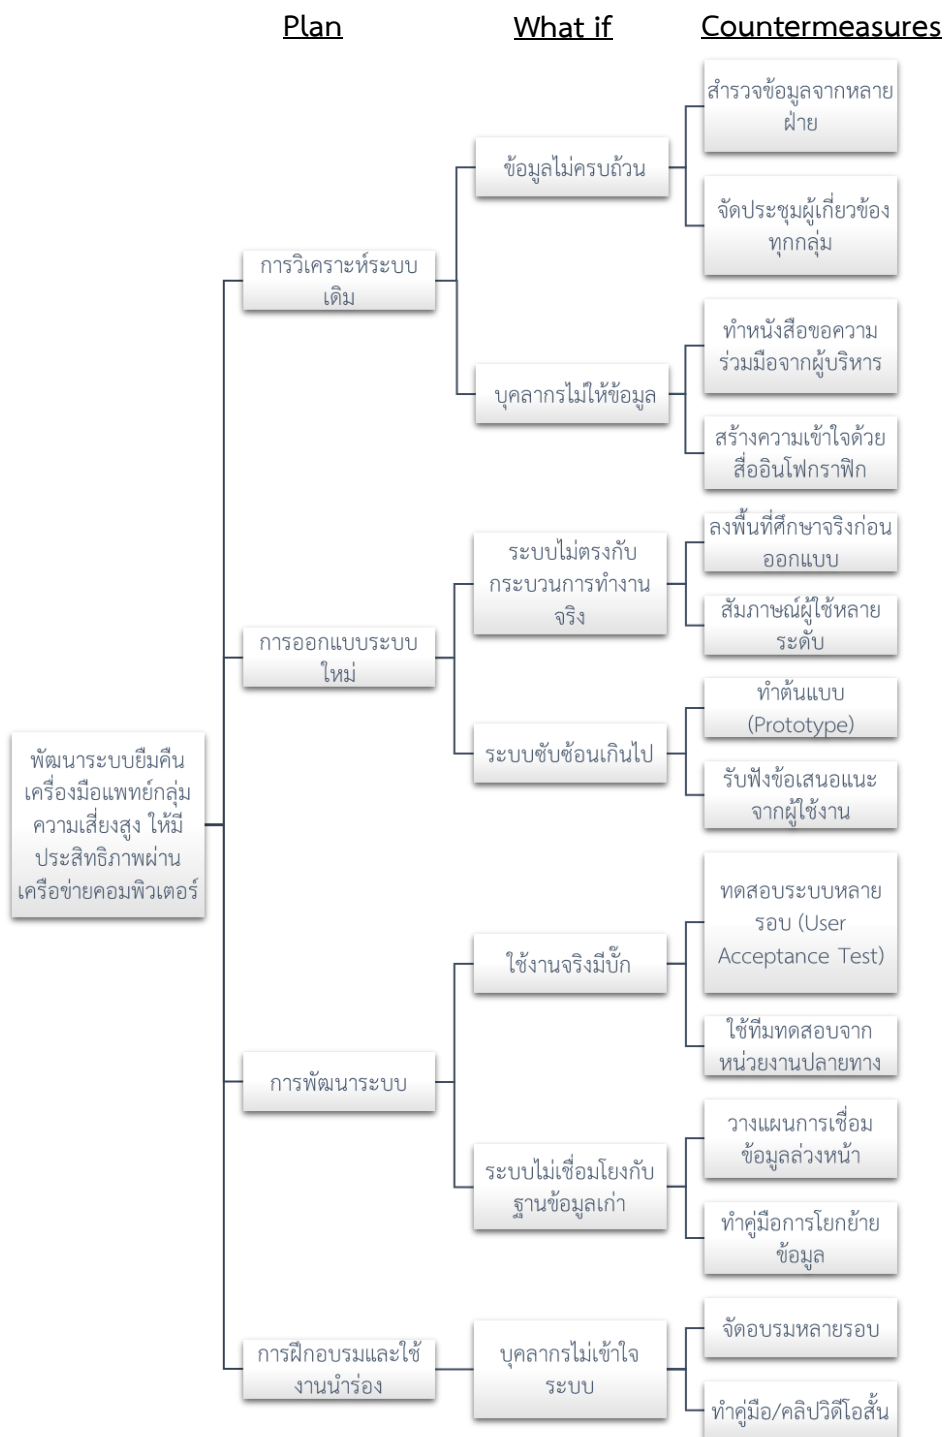 Plan
What if
Countermeasures
พัฒนาระบบยืมคืน
เครื่องมือแพทย์กลุ่ม
ความเสี่ยงสูง ให้มี
ประสิทธิภาพผ่าน
เครือข่ายคอมพิวเตอร์
การวิเคราะห์ระบบ
เดิม
ข้อมูลไม่ครบถ้วน
สำรวจข้อมูลจากหลาย
ฝ่าย
จัดประชุมผู้เกี่ยวข้อง
ทุกกลุ่ม
บุคลากรไม่ให้ข้อมูล
ทำหนังสือขอความ
ร่วมมือจากผู้บริหาร
สร้างความเข้าใจด้วย
สื่ออินโฟกราฟิก
การออกแบบระบบ
ใหม่
ระบบไม่ตรงกับ
กระบวนการทำงาน
จริง
ลงพื้นที่ศึกษาจริงก่อน
ออกแบบ
สัมภาษณ์ผู้ใช้หลาย
ระดับ
ระบบซับซ้อนเกินไป
ทำต้นแบบ
(Prototype)
รับฟังข้อเสนอแนะ
จากผู้ใช้งาน
การพัฒนาระบบ
ใช้งานจริงมีบั๊ก
ทดสอบระบบหลาย
รอบ (User
Acceptance Test)
ใช้ทีมทดสอบจาก
หน่วยงานปลายทาง
ระบบไม่เชื่อมโยงกับ
ฐานข้อมูลเก่า
วางแผนการเชื่อม
ข้อมูลล่วงหน้า
ทำคู่มือการโยกย้าย
ข้อมูล
การฝึกอบรมและใช้
งานนำร่อง
บุคลากรไม่เข้าใจ
ระบบ
จัดอบรมหลายรอบ
ทำคู่มือ/คลิปวิดีโอสั้น